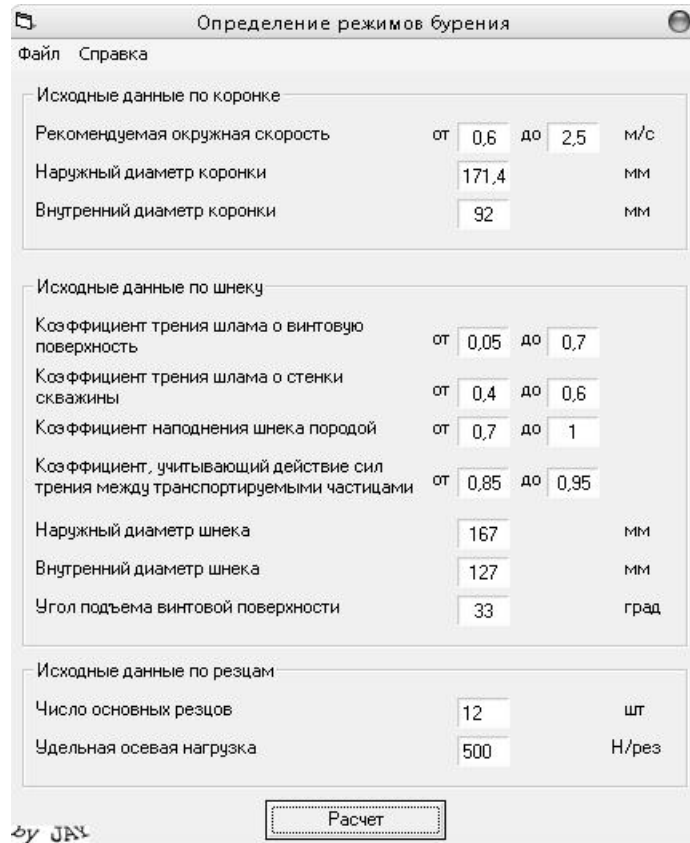 Определение режимов бурения
Файл Справка
Исходные данные по коронке
Рекомендуемая окружная скорость от 0,6 до 2,5 м/с
Наружный диаметр коронки 171,4 мм
Внутренний диаметр коронки 92 мм
Исходные данные по шнеку
Коэффициент трения шлама о винтовую
поверхность от 0,05 до 0,7
Коэффициент трения шлама о стенки
скважины от 0,4 до 0,6
Коэффициент наподнения шнека породой от 0,7 до 1
Коэффициент, учитывающий действие сил
трения между транспортируемыми частицами от 0,85 до 0,95
Наружный диаметр шнека 167 мм
Внутренний диаметр шнека 127 мм
Угол подъема винтовой поверхности 33 град
Исходные данные по резцам
Число основных резцов 12 шт
Удельная осевая нагрузка 500 Н/рез
Расчет
by JAY